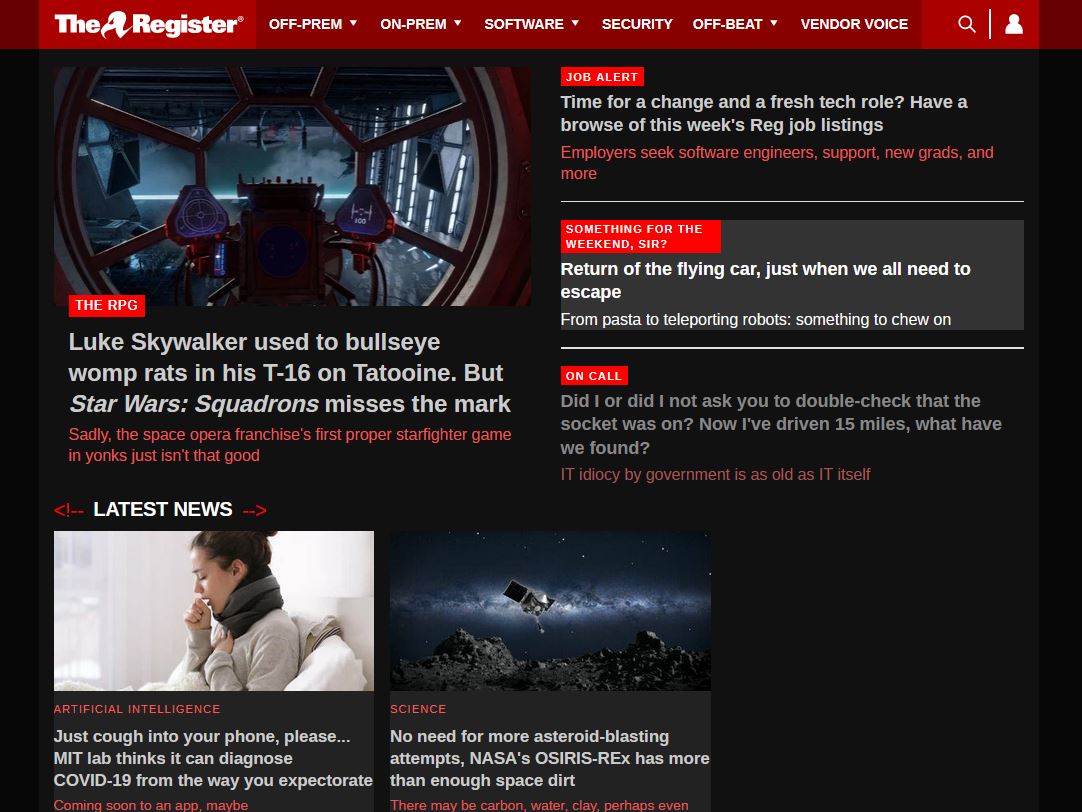 The Register®
OFF-PREM ▼ ON-PREM ▼ SOFTWARE ▼ SECURITY OFF-BEAT ▼ VENDOR VOICE
THE RPG
Luke Skywalker used to bullseye
womp rats in his T-16 on Tatooine. But
Star Wars: Squadrons misses the mark
Sadly, the space opera franchise's first proper starfighter game
in yonks just isn't that good
JOB ALERT
Time for a change and a fresh tech role? Have a
browse of this week's Reg job listings
Employers seek software engineers, support, new grads, and
more
SOMETHING FOR THE
WEEKEND, SIR?
Return of the flying car, just when we all need to
escape
From pasta to teleporting robots: something to chew on
ON CALL
Did I or did I not ask you to double-check that the
socket was on? Now I've driven 15 miles, what have
we found?
IT idiocy by government is as old as IT itself
<!-- LATEST NEWS -->
ARTIFICIAL INTELLIGENCE
Just cough into your phone, please...
MIT lab thinks it can diagnose
COVID-19 from the way you expectorate
Coming soon to an app, maybe
SCIENCE
No need for more asteroid-blasting
attempts, NASA's OSIRIS-REx has more
than enough space dirt
There may be carbon, water, clay, perhaps even